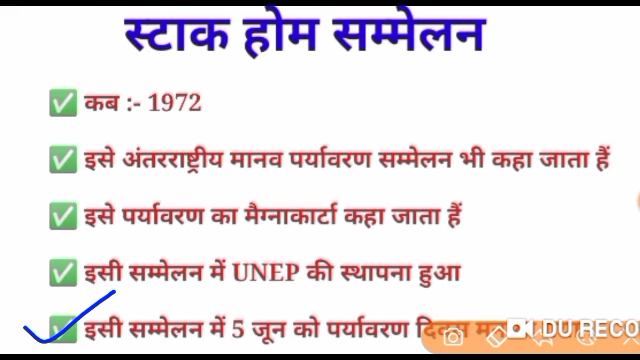 स्टाक होम सम्मेलन
कब :- 1972
इसे अंतरराष्ट्रीय मानव पर्यावरण सम्मेलन भी कहा जाता हैं
इसे पर्यावरण का मैग्नाकार्टा कहा जाता हैं
इसी सम्मेलन में UNEP की स्थापना हुआ
इसी सम्मेलन में 5 जून को पर्यावरण दिवस
DU RECO